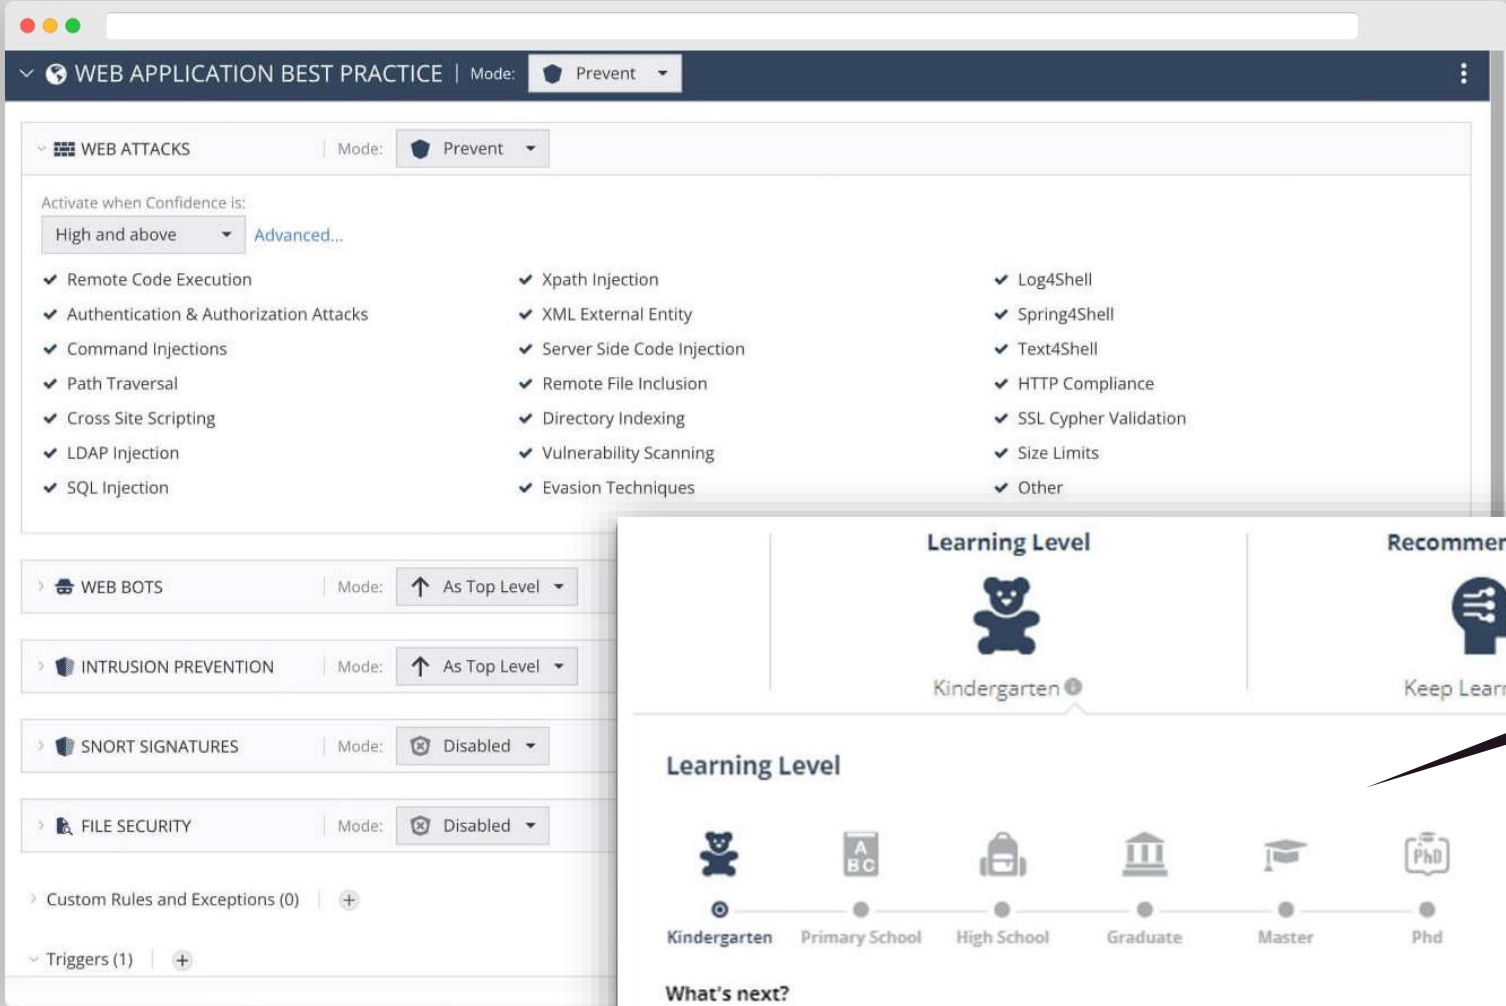 WEB APPLICATION BEST PRACTICE | Mode: Prevent
WEB ATTACKS Mode: Prevent
Activate when Confidence is:
High and above Advanced...
Remote Code Execution
Authentication & Authorization Attacks
Command Injections
Path Traversal
Cross Site Scripting
LDAP Injection
SQL Injection
Xpath Injection
XML External Entity
Server Side Code Injection
Remote File Inclusion
Directory Indexing
Vulnerability Scanning
Evasion Techniques
Log4Shell
Spring4Shell
Text4Shell
HTTP Compliance
SSL Cypher Validation
Size Limits
Other
WEB BOTS Mode: As Top Level
INTRUSION PREVENTION Mode: As Top Level
SNORT SIGNATURES Mode: Disabled
FILE SECURITY Mode: Disabled
Custom Rules and Exceptions (0)
Triggers (1)
Learning Level
Kindergarten
Recommen
Keep Learn
Learning Level
A
B C
PhD
Kindergarten Primary School High School Graduate Master Phd
What's next?